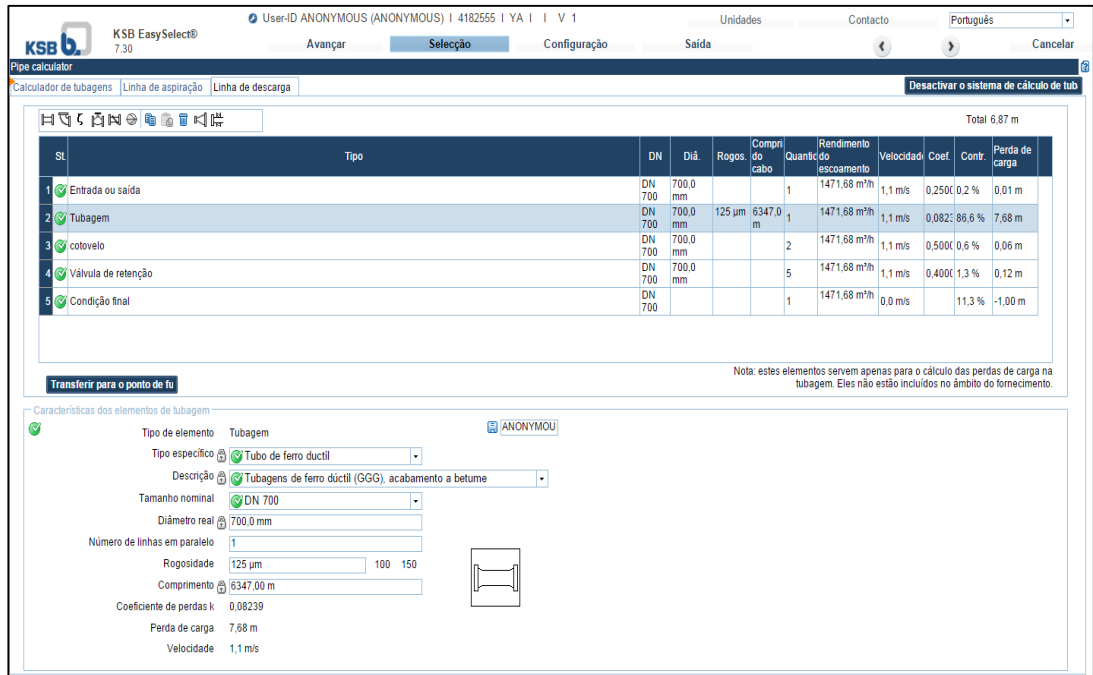 User-ID ANONYMOUS (ANONYMOUS) | 4182555 | YA | | V 1 Unidades Contacto Português
KSB KSB EasySelect®
7.30 Avançar Selecção Configuração Saída Cancelar
Pipe calculator
Calculador de tubagens Linha de aspiração Linha de descarga Desactivar o sistema de cálculo de tub
Total 6,87 m
St. Tipo DN Diâ. Rogos. Compri do cabo Quantid Rendimento do escoamento Velocidad Coef. Contr. Perda de carga
1 Entrada ou saída DN 700 700,0 mm 1 1471,68 m³/h 1,1 m/s 0,2500 0,2 % 0,01 m
2 Tubagem DN 700 700,0 mm 125 µm 6347,0 m 1 1471,68 m³/h 1,1 m/s 0,0823 86,6 % 7,68 m
3 cotovelo DN 700 700,0 mm 2 1471,68 m³/h 1,1 m/s 0,5000 0,6 % 0,06 m
4 Válvula de retenção DN 700 700,0 mm 5 1471,68 m³/h 1,1 m/s 0,4000 1,3 % 0,12 m
5 Condição final DN 700 1 1471,68 m³/h 0,0 m/s 11,3 % -1,00 m
Nota: estes elementos servem apenas para o cálculo das perdas de carga na
tubagem. Eles não estão incluídos no âmbito do fornecimento.
Transferir para o ponto de fu
Características dos elementos de tubagem
Tipo de elemento Tubagem ANONYMOU
Tipo específico Tubo de ferro ductil
Descrição Tubagens de ferro dúctil (GGG), acabamento a betume
Tamanho nominal DN 700
Diâmetro real 700,0 mm
Número de linhas em paralelo 1
Rogosidade 125 µm 100 150
Comprimento 6347,00 m
Coeficiente de perdas k 0,08239
Perda de carga 7,68 m
Velocidade 1,1 m/s